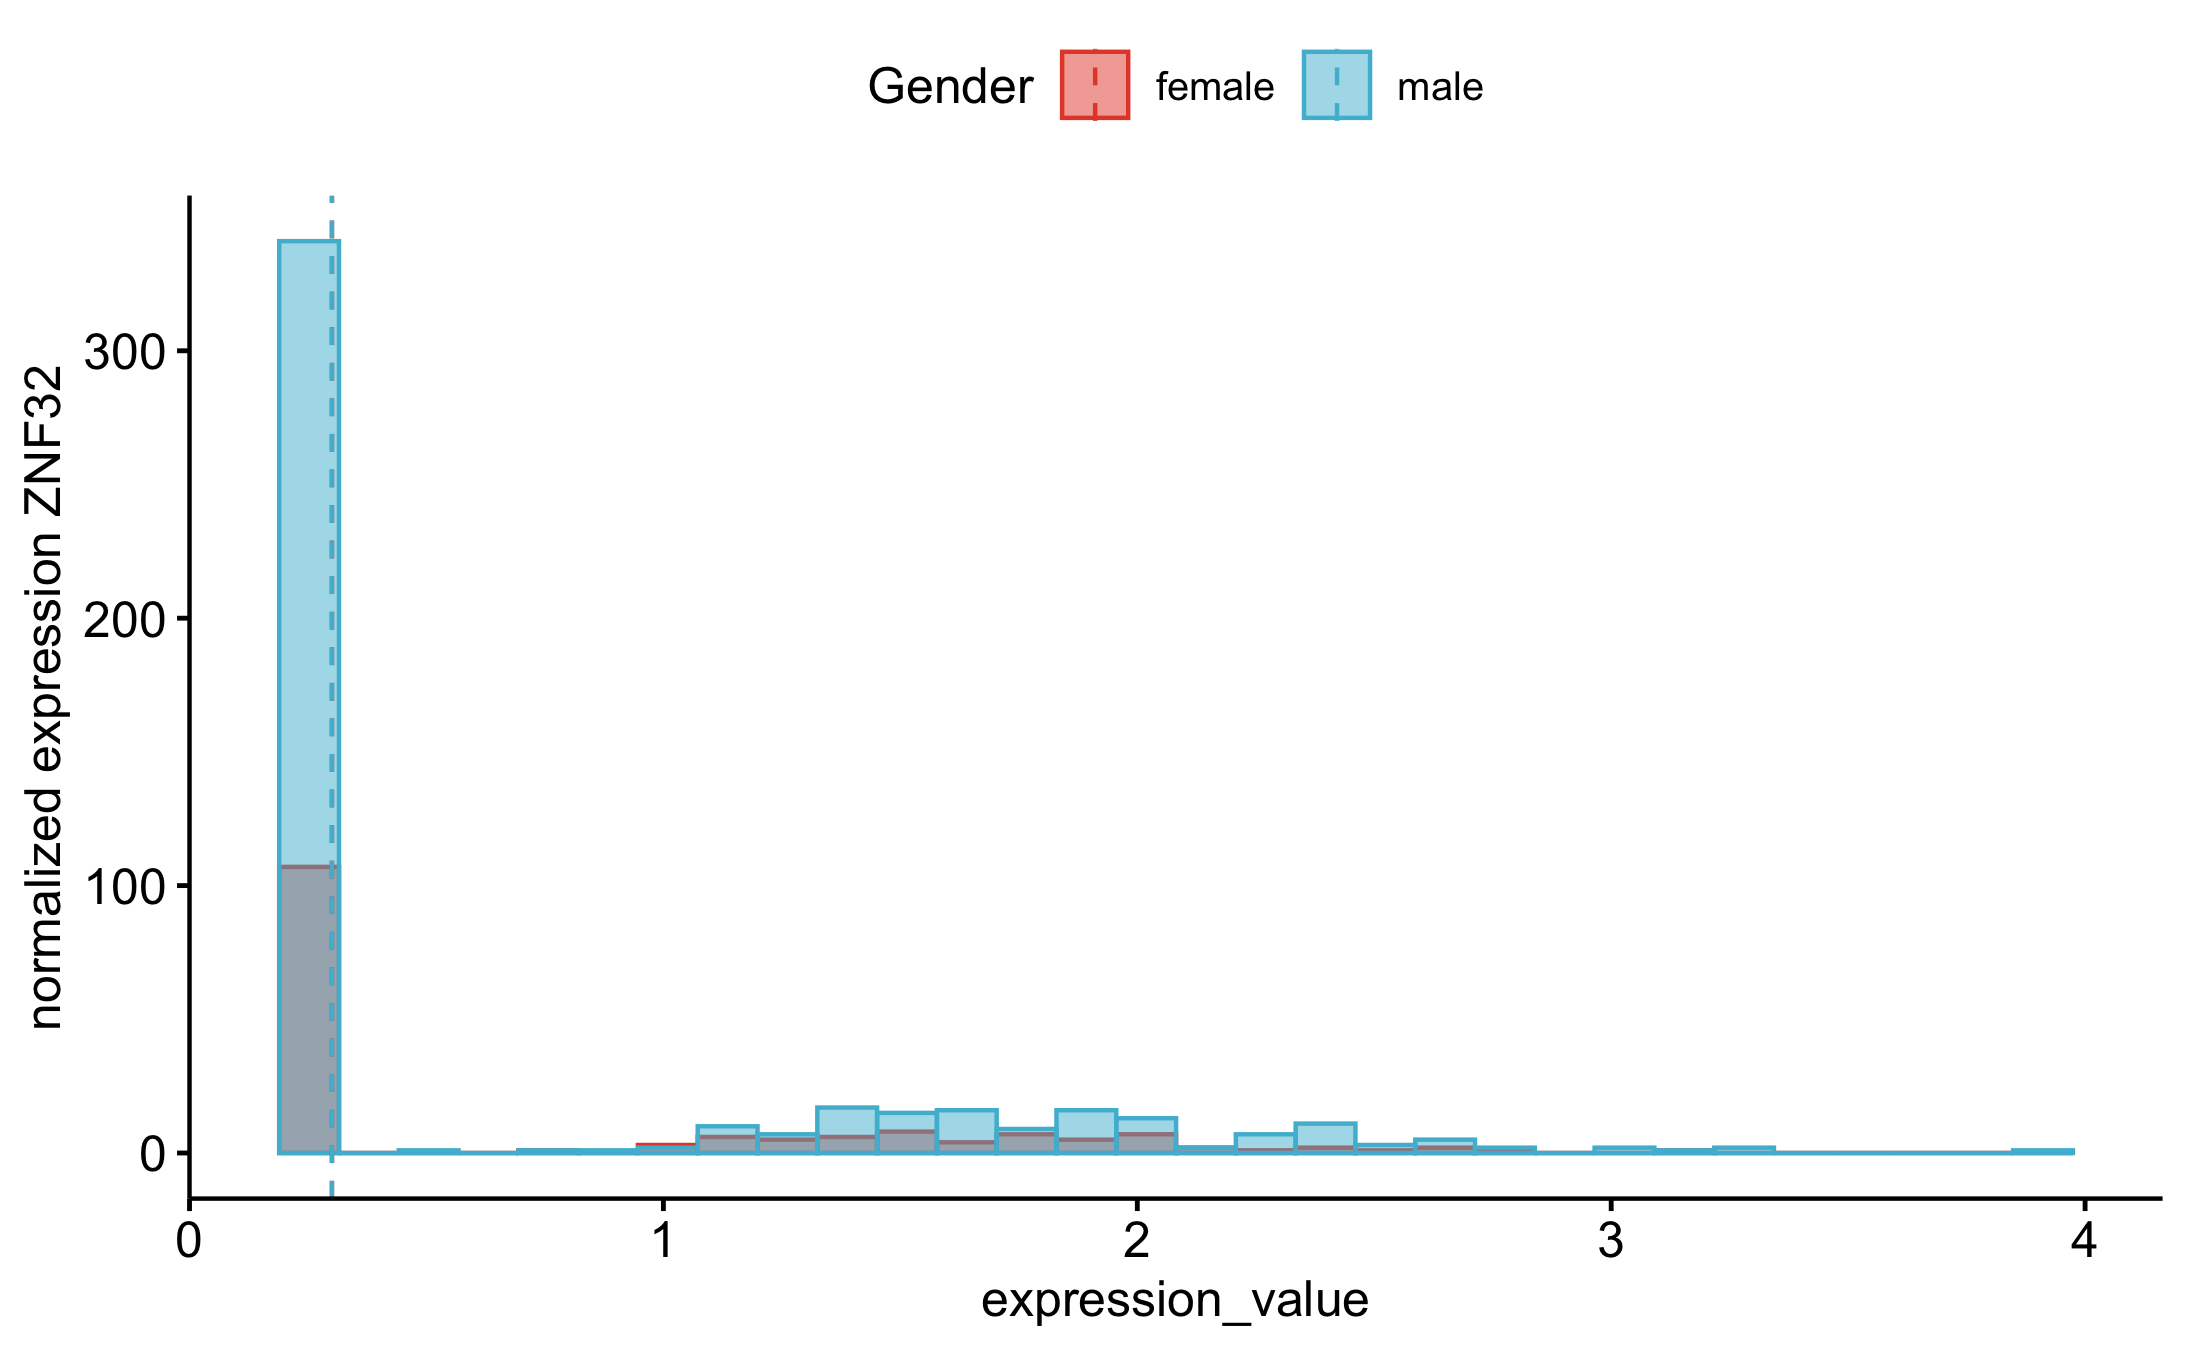 Gender female male
normalized expression ZNF32
300
200
100
0
0 1 2 3 4
expression_value